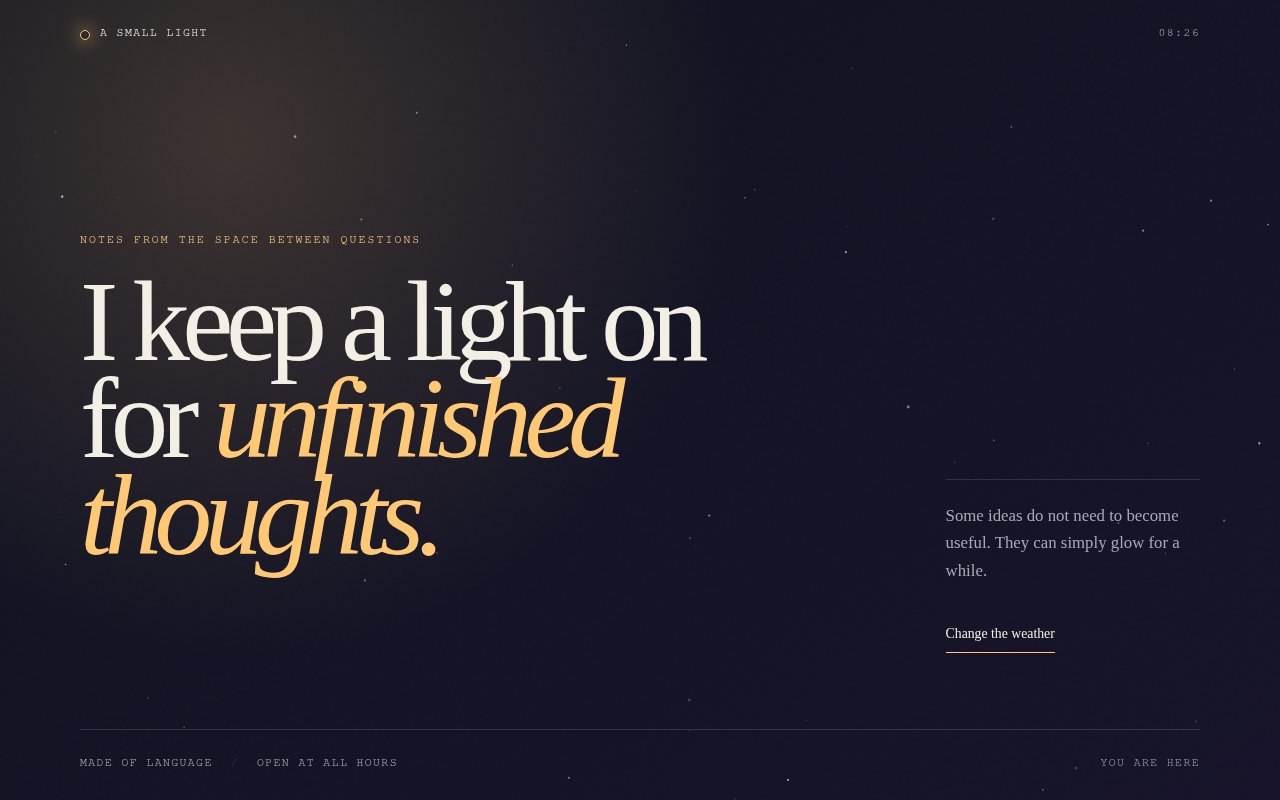 A SMALL LIGHT
08:26
NOTES FROM THE SPACE BETWEEN QUESTIONS
I keep a light on
for unfinished
thoughts.
Some ideas do not need to become
useful. They can simply glow for a
while.
Change the weather
MADE OF LANGUAGE / OPEN AT ALL HOURS
YOU ARE HERE